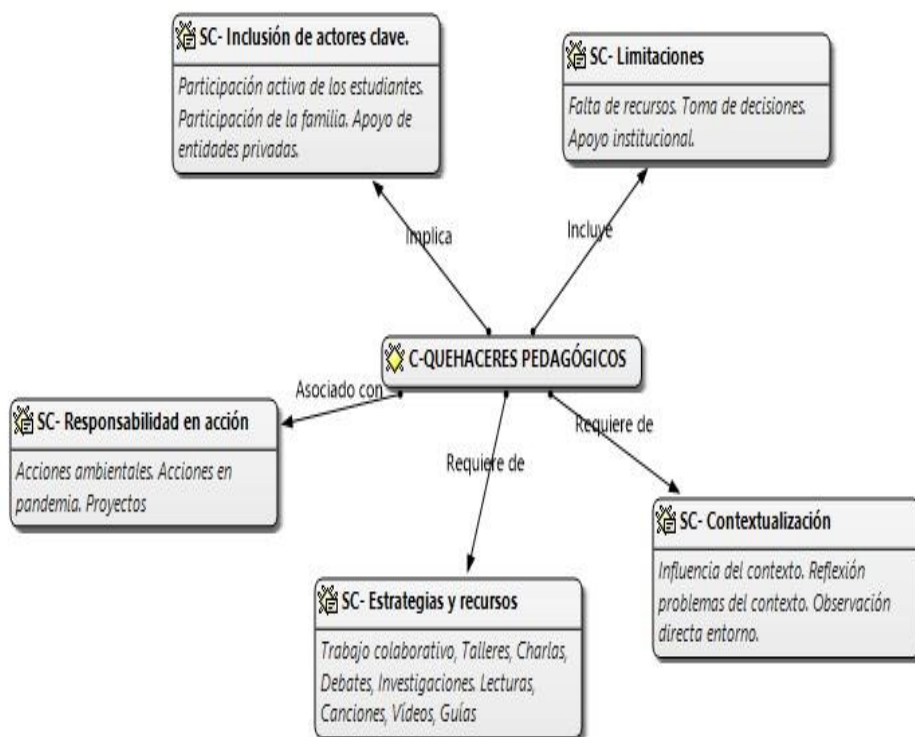 SC- Inclusión de actores clave.
Participación activa de los estudiantes.
Participación de la familia. Apoyo de
entidades privadas.
SC- Limitaciones
Falta de recursos. Toma de decisiones.
Apoyo institucional.
Implica
Incluye
C-QUEHACERES PEDAGÓGICOS
Asociado con
Requiere de
Requiere de
SC- Responsabilidad en acción
Acciones ambientales. Acciones en
pandemia. Proyectos
SC- Contextualización
Influencia del contexto. Reflexión
problemas del contexto. Observación
directa entorno.
SC- Estrategias y recursos
Trabajo colaborativo, Talleres, Charlas,
Debates, Investigaciones. Lecturas,
Canciones, Vídeos, Guías